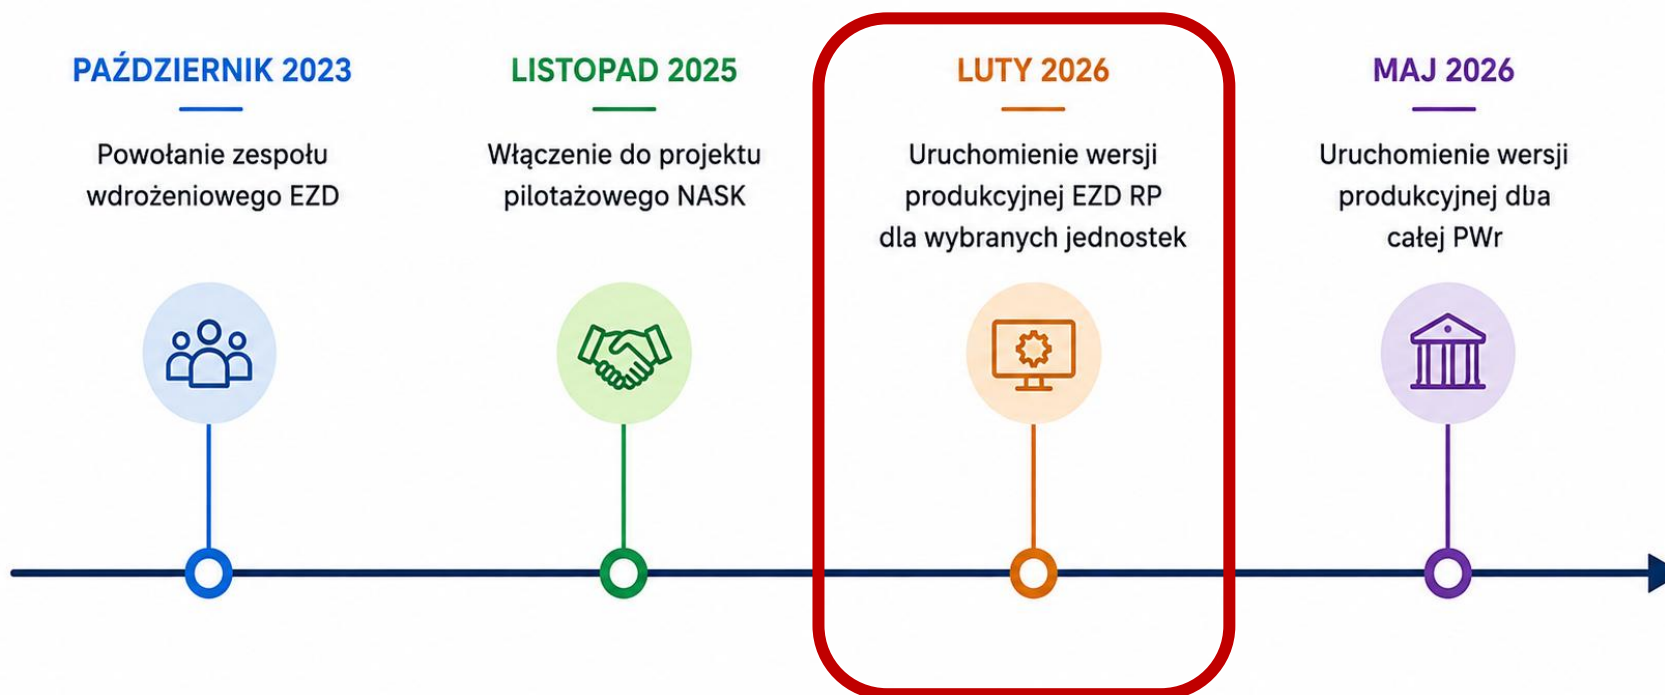 PAŹDZIERNIK 2023
Powołanie zespołu
wdrożeniowego EZD
LISTOPAD 2025
Włączenie do projektu
pilotażowego NASK
LUTY 2026
Uruchomienie wersji
produkcyjnej EZD RP
dla wybranych jednostek
MAJ 2026
Uruchomienie wersji
produkcyjnej dƖıa
całej PWr